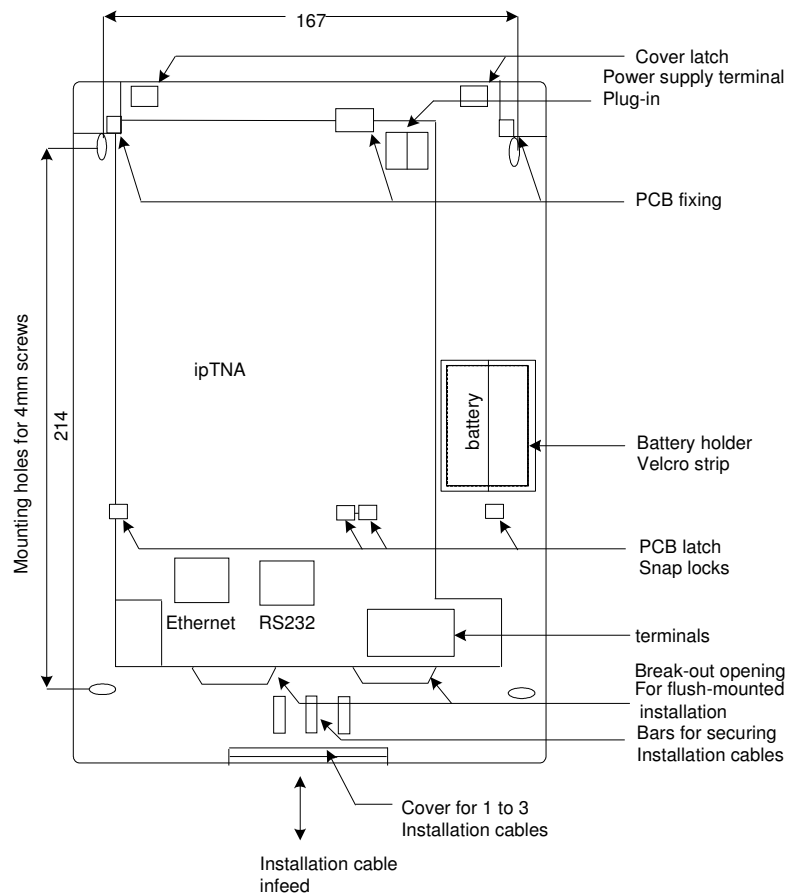 167
Cover latch
Power supply terminal
Plug-in
PCB fixing
Mounting holes for 4mm screws
214
ipTNA
battery
Battery holder
Velcro strip
PCB latch
Snap locks
Ethernet
RS232
terminals
Break-out opening
For flush-mounted
installation
Bars for securing
Installation cables
Cover for 1 to 3
Installation cables
Installation cable
infeed